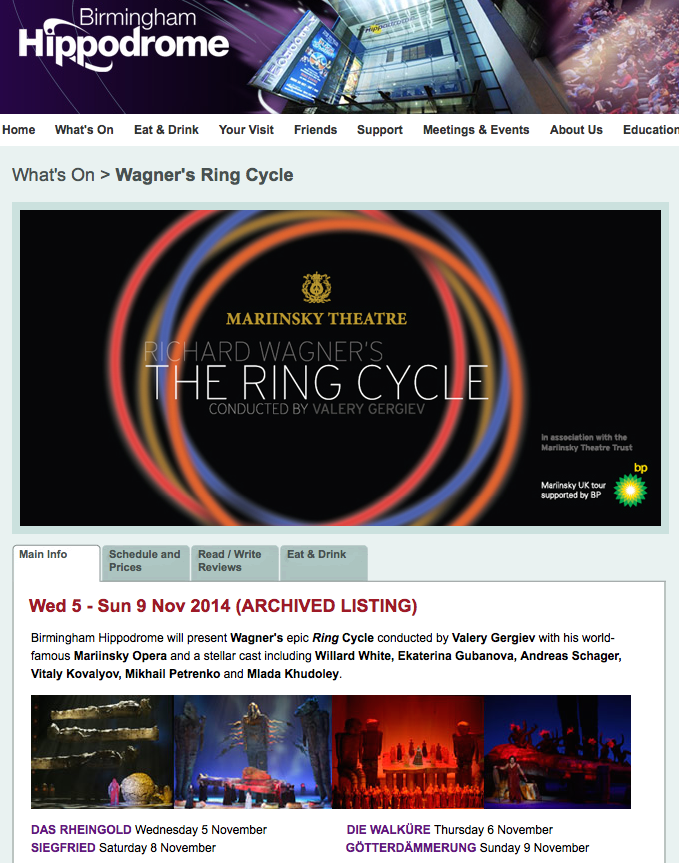 Birmingham
Hippodrome
Hippodrome
Home What's On Eat & Drink Your Visit Friends Support Meetings & Events About Us Education
What's On > Wagner's Ring Cycle
MARIINSKY THEATRE
RICHARD WAGNER'S
THE RING CYCLE
CONDUCTED BY VALERY GERGIEV
In association with the
Mariinsky Theatre Trust
bp
Mariinsky UK tour
supported by BP
Main Info
Schedule and
Prices
Read / Write
Reviews
Eat & Drink
Wed 5 - Sun 9 Nov 2014 (ARCHIVED LISTING)
Birmingham Hippodrome will present Wagner's epic Ring Cycle conducted by Valery Gergiev with his world-
famous Mariinsky Opera and a stellar cast including Willard White, Ekaterina Gubanova, Andreas Schager,
Vitaly Kovalyov, Mikhail Petrenko and Mlada Khudoley.
DAS RHEINGOLD Wednesday 5 November
DIE WALKÜRE Thursday 6 November
SIEGFRIED Saturday 8 November
GÖTTERDÄMMERUNG Sunday 9 November